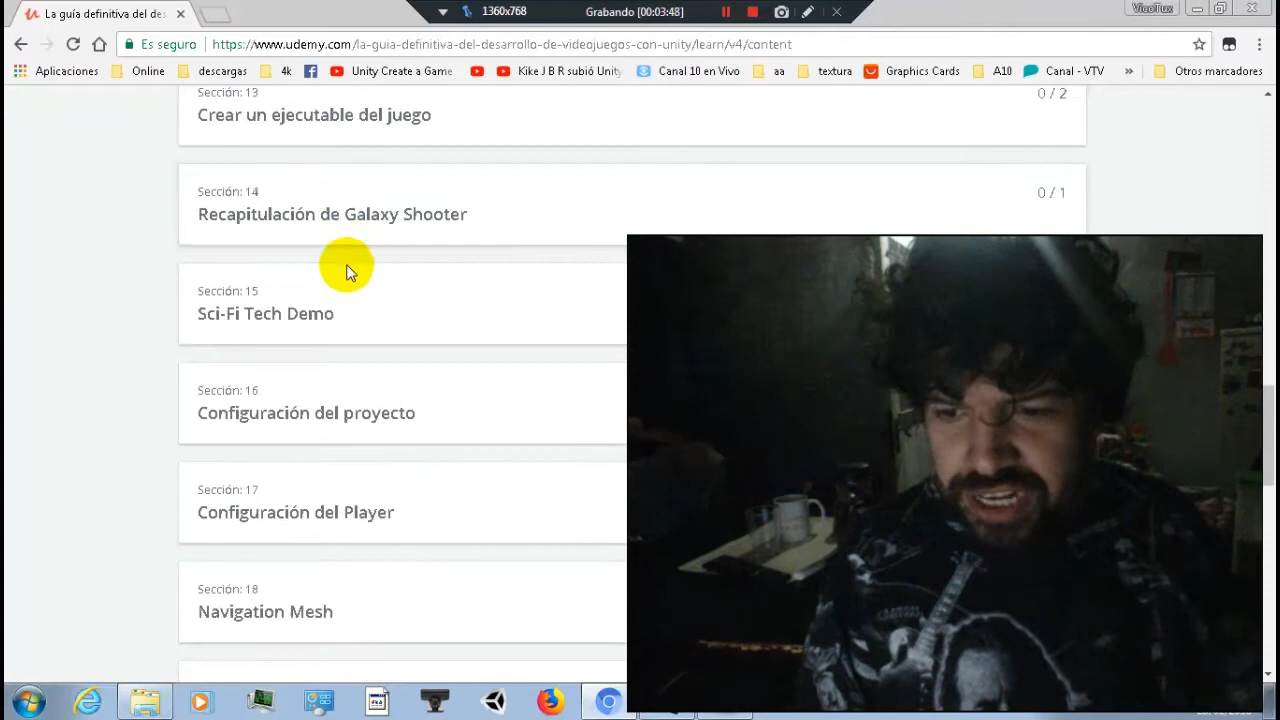 La guía definitiva del des
1360x768
Grabando [00:03:48]
VicoTux
Es seguro
https://www.udemy.com/la-guia-definitiva-del-desarrollo-de-videojuegos-con-unity/learn/v4/content
Aplicaciones
Online
descargas
4k
Unity Create a Game
Kike J B R subió Unity
Canal 10 en Vivo
aa
textura
Graphics Cards
A10
Canal - VTV
»
Otros marcadores
Sección: 13
0 / 2
Crear un ejecutable del juego
Sección: 14
0 / 1
Recapitulación de Galaxy Shooter
Sección: 15
Sci-Fi Tech Demo
Sección: 16
Configuración del proyecto
Sección: 17
Configuración del Player
Sección: 18
Navigation Mesh